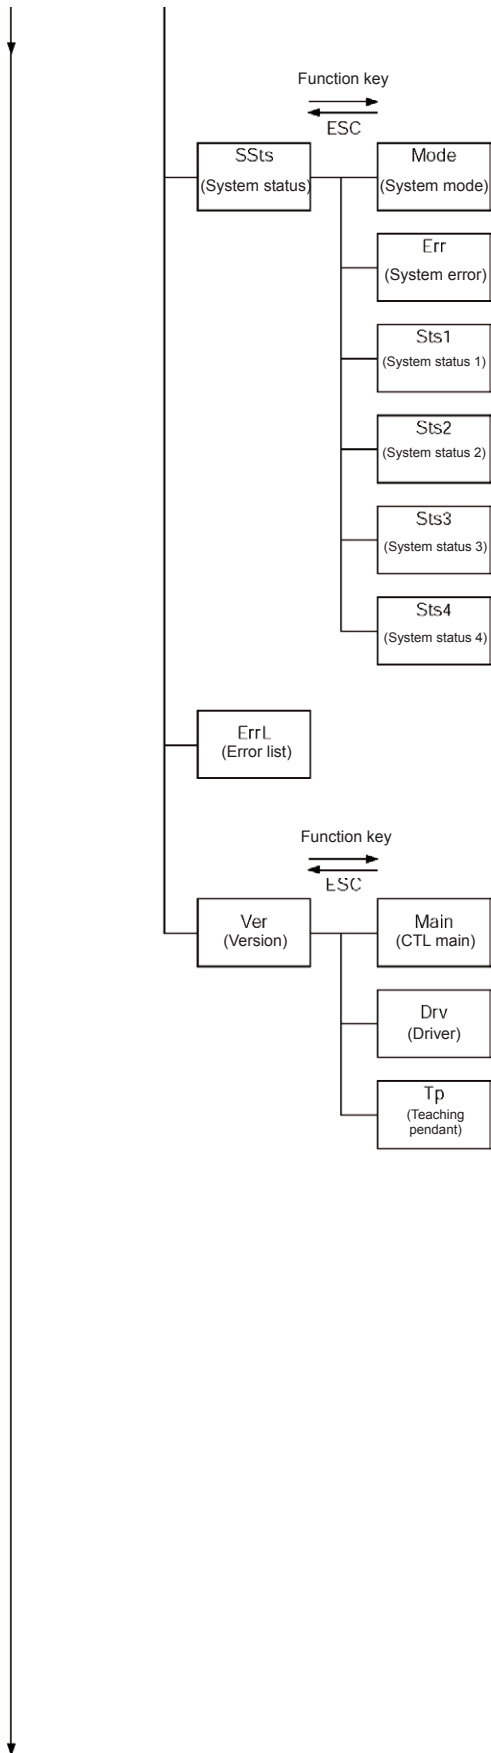 Function key
ESC
SSts
(System status)
Mode
(System mode)
Err
(System error)
Sts1
(System status 1)
Sts2
(System status 2)
Sts3
(System status 3)
Sts4
(System status 4)
ErrL
(Error list)
Function key
ESC
Ver
(Version)
Main
(CTL main)
Drv
(Driver)
Tp
(Teaching
pendant)